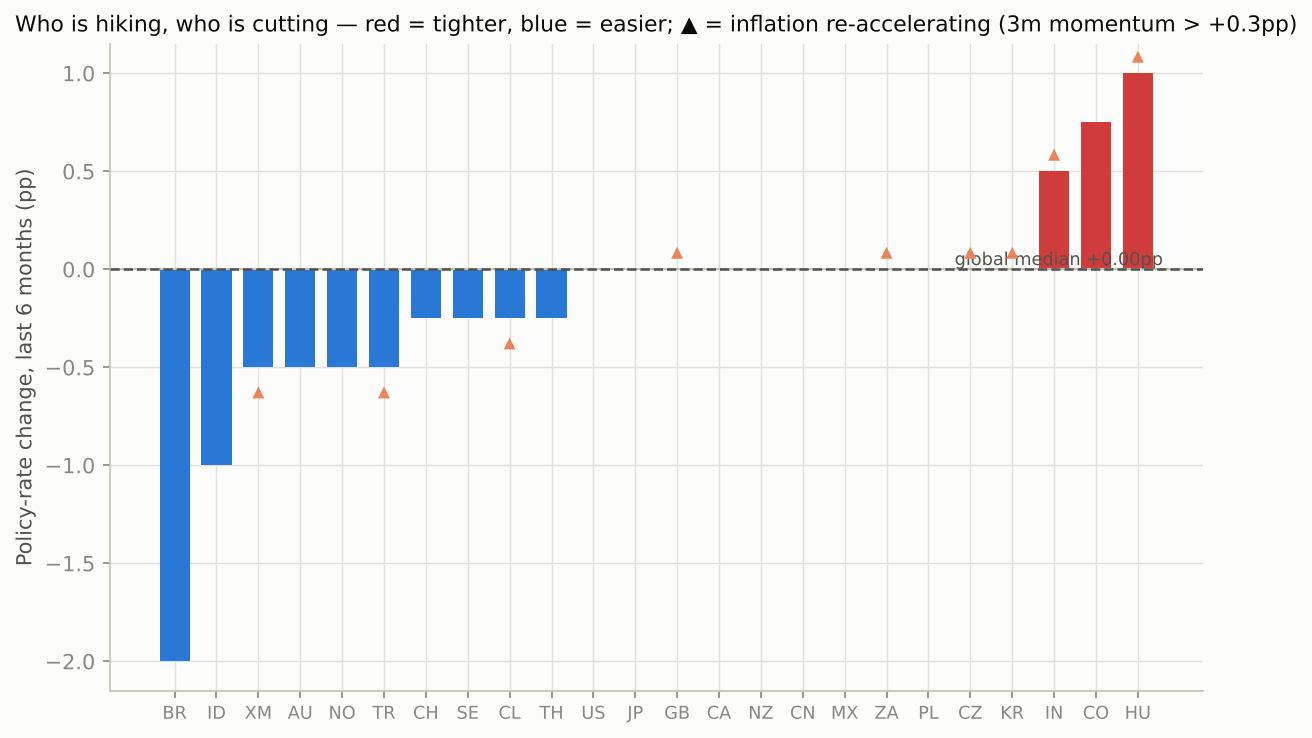 Who is hiking, who is cutting — red = tighter, blue = easier; ▲ = inflation re-accelerating (3m momentum > +0.3pp)
Policy-rate change, last 6 months (pp)
1.0
0.5
0.0
−0.5
−1.0
−1.5
−2.0
global median +0.00pp
BR ID XM AU NO TR CH SE CL TH US JP GB CA NZ CN MX ZA PL CZ KR IN CO HU